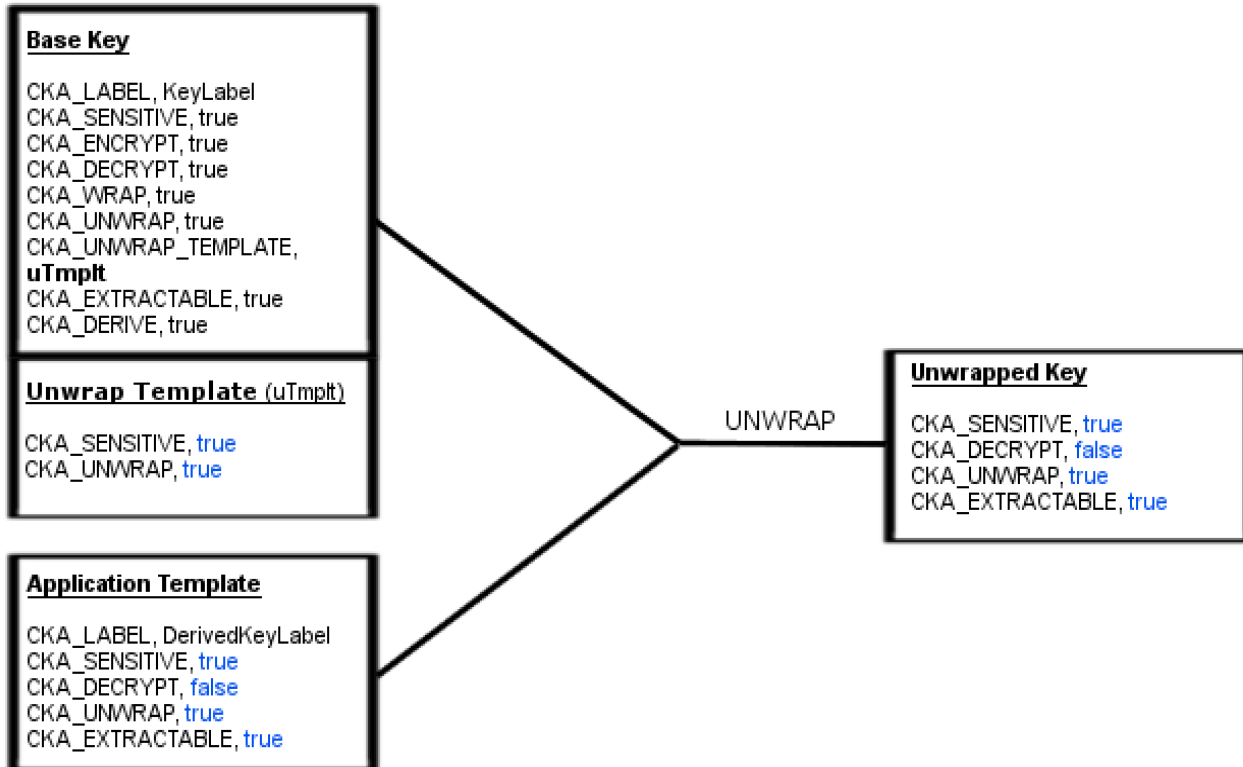 Base Key
CKA_LABEL, KeyLabel
CKA_SENSITIVE, true
CKA_ENCRYPT, true
CKA_DECRYPT, true
CKA_WRAP, true
CKA_UNWRAP, true
CKA_UNWRAP_TEMPLATE,
uTmplt
CKA_EXTRACTABLE, true
CKA_DERIVE, true
Unwrap Template (uTmplt)
CKA_SENSITIVE, true
CKA_UNWRAP, true
Application Template
CKA_LABEL, DerivedKeyLabel
CKA_SENSITIVE, true
CKA_DECRYPT, false
CKA_UNWRAP, true
CKA_EXTRACTABLE, true
UNWRAP
Unwrapped Key
CKA_SENSITIVE, true
CKA_DECRYPT, false
CKA_UNWRAP, true
CKA_EXTRACTABLE, true